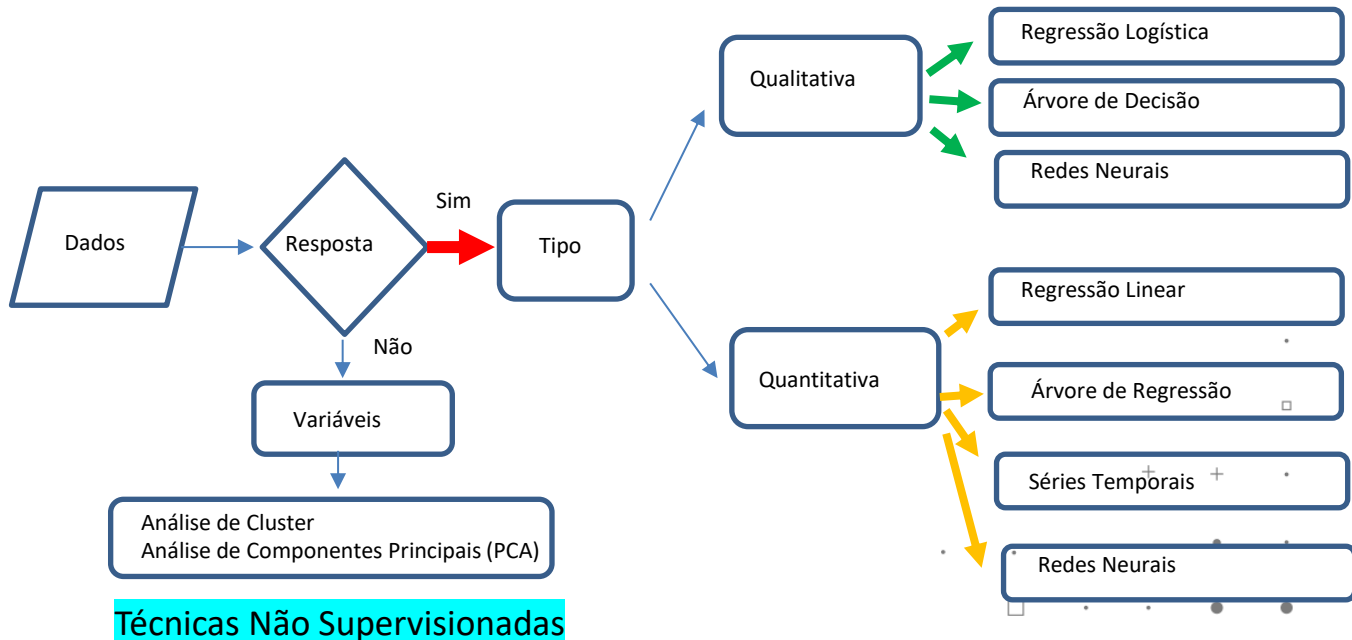 Dados
Resposta
Sim
Não
Tipo
Variáveis
Análise de Cluster
Análise de Componentes Principais (PCA)
Técnicas Não Supervisionadas
Qualitativa
Regressão Logística
Árvore de Decisão
Redes Neurais
Quantitativa
Regressão Linear
Árvore de Regressão
Séries Temporais
Redes Neurais